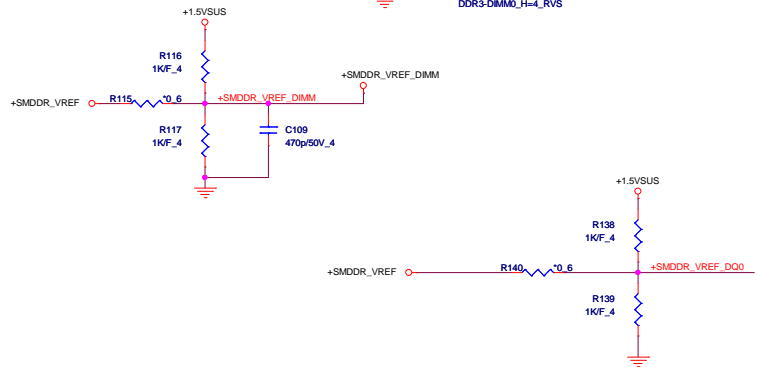 DDR3-DIMM0_H=4_RVS
+1.5VSUS
R116
1K/F_4
+SMDDR_VREF_DIMM
+SMDDR_VREF
R115
*0_6
+SMDDR_VREF_DIMM
R117
1K/F_4
C109
470p/50V_4
+1.5VSUS
R138
1K/F_4
+SMDDR_VREF
R140
*0_6
+SMDDR_VREF_DQ0
R139
1K/F_4